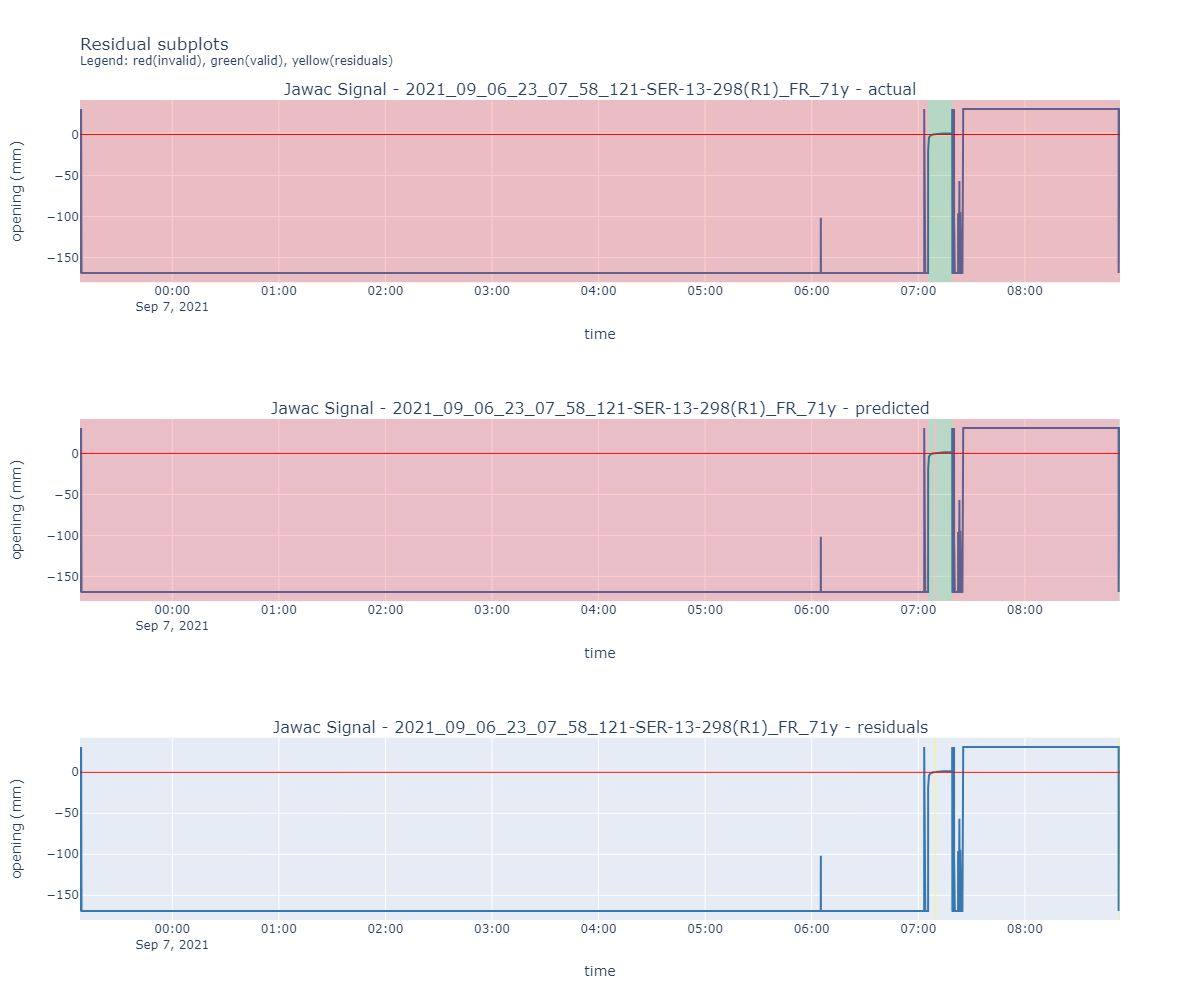 Residual subplots
Legend: red(invalid), green(valid), yellow(residuals)
Jawac Signal - 2021_09_06_23_07_58_121-SER-13-298(R1)_FR_71y - actual
opening (mm)
0
−50
−100
−150
00:00 01:00 02:00 03:00 04:00 05:00 06:00 07:00 08:00
Sep 7, 2021
time
Jawac Signal - 2021_09_06_23_07_58_121-SER-13-298(R1)_FR_71y - predicted
opening (mm)
0
−50
−100
−150
00:00 01:00 02:00 03:00 04:00 05:00 06:00 07:00 08:00
Sep 7, 2021
time
Jawac Signal - 2021_09_06_23_07_58_121-SER-13-298(R1)_FR_71y - residuals
opening (mm)
0
−50
−100
−150
00:00 01:00 02:00 03:00 04:00 05:00 06:00 07:00 08:00
Sep 7, 2021
time